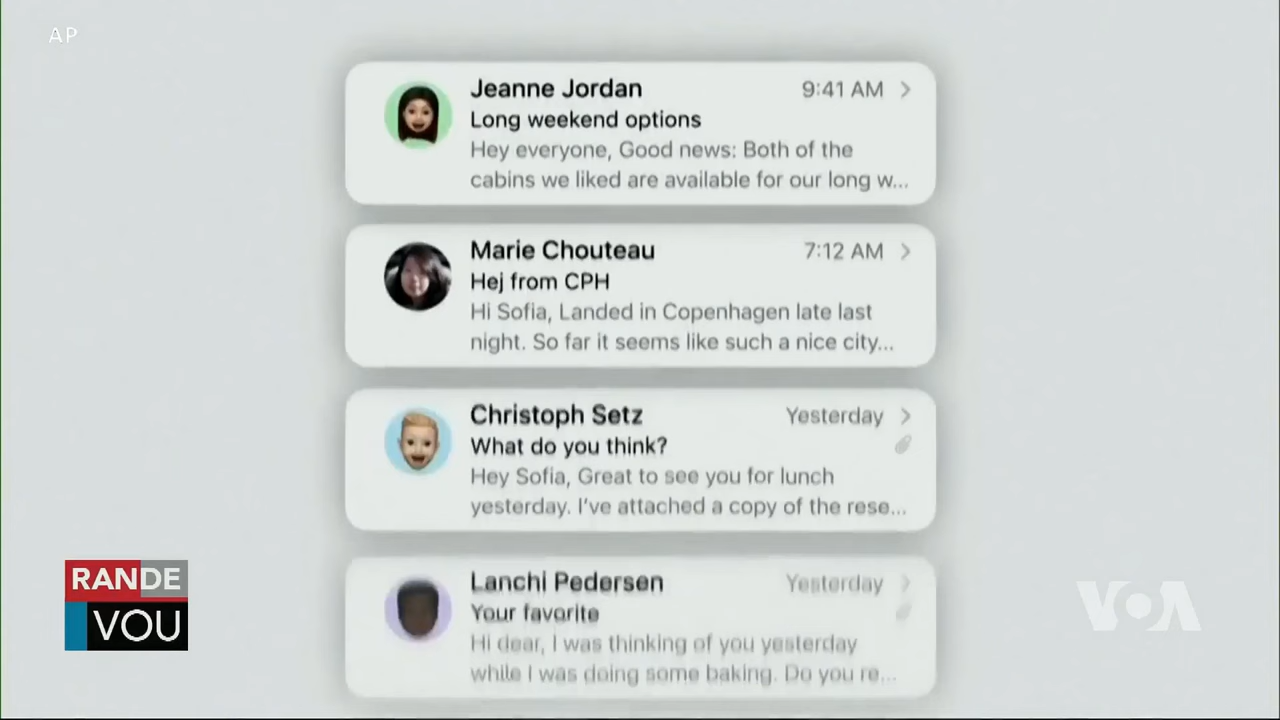 AP
Jeanne Jordan
9:41 AM
Long weekend options
Hey everyone, Good news: Both of the
cabins we liked are available for our long w...
Marie Chouteau
7:12 AM
Hej from CPH
Hi Sofia, Landed in Copenhagen late last
night. So far it seems like such a nice city...
Christoph Setz
Yesterday
What do you think?
Hey Sofia, Great to see you for lunch
yesterday. I've attached a copy of the rese...
Lanchi Pedersen
Yesterday
Your favorite
Hi dear, I was thinking of you yesterday
while I was doing some baking. Do you re...
RANDE
VOU
VOA